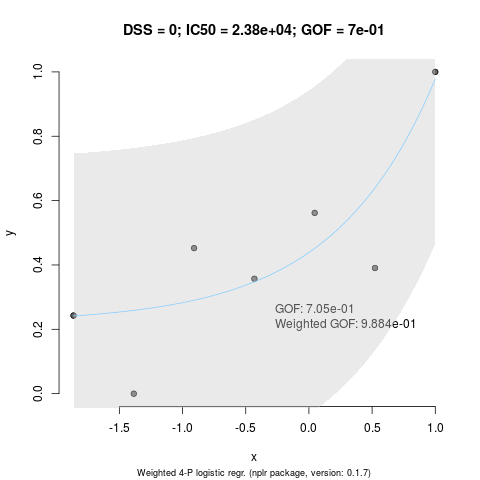 DSS = 0; IC50 = 2.38e+04; GOF = 7e-01
1.0
0.8
0.6
0.4
0.2
0.0
y
GOF: 7.05e-01
Weighted GOF: 9.884e-01
-1.5 -1.0 -0.5 0.0 0.5 1.0
x
Weighted 4-P logistic regr. (nplr package, version: 0.1.7)